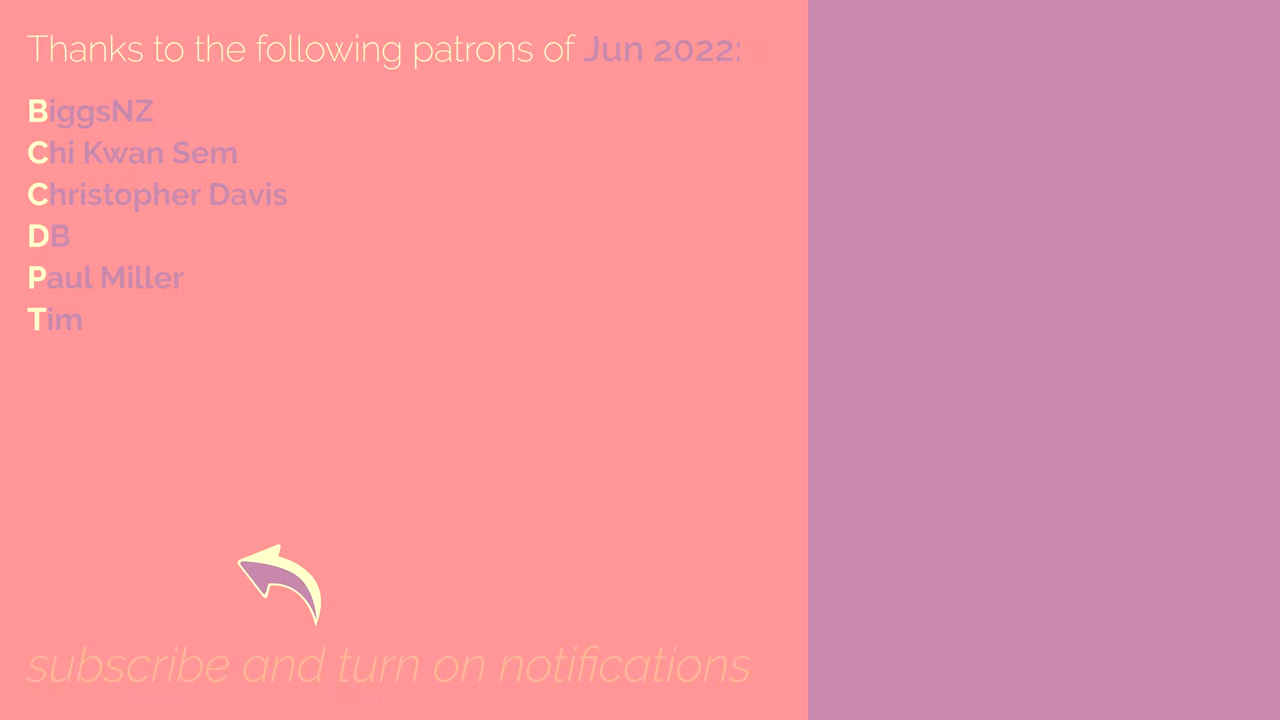 Thanks to the following patrons of Jun 2022:
BiggsNZ
Chi Kwan Sem
Christopher Davis
DB
Paul Miller
Tim
subscribe and turn on notifications